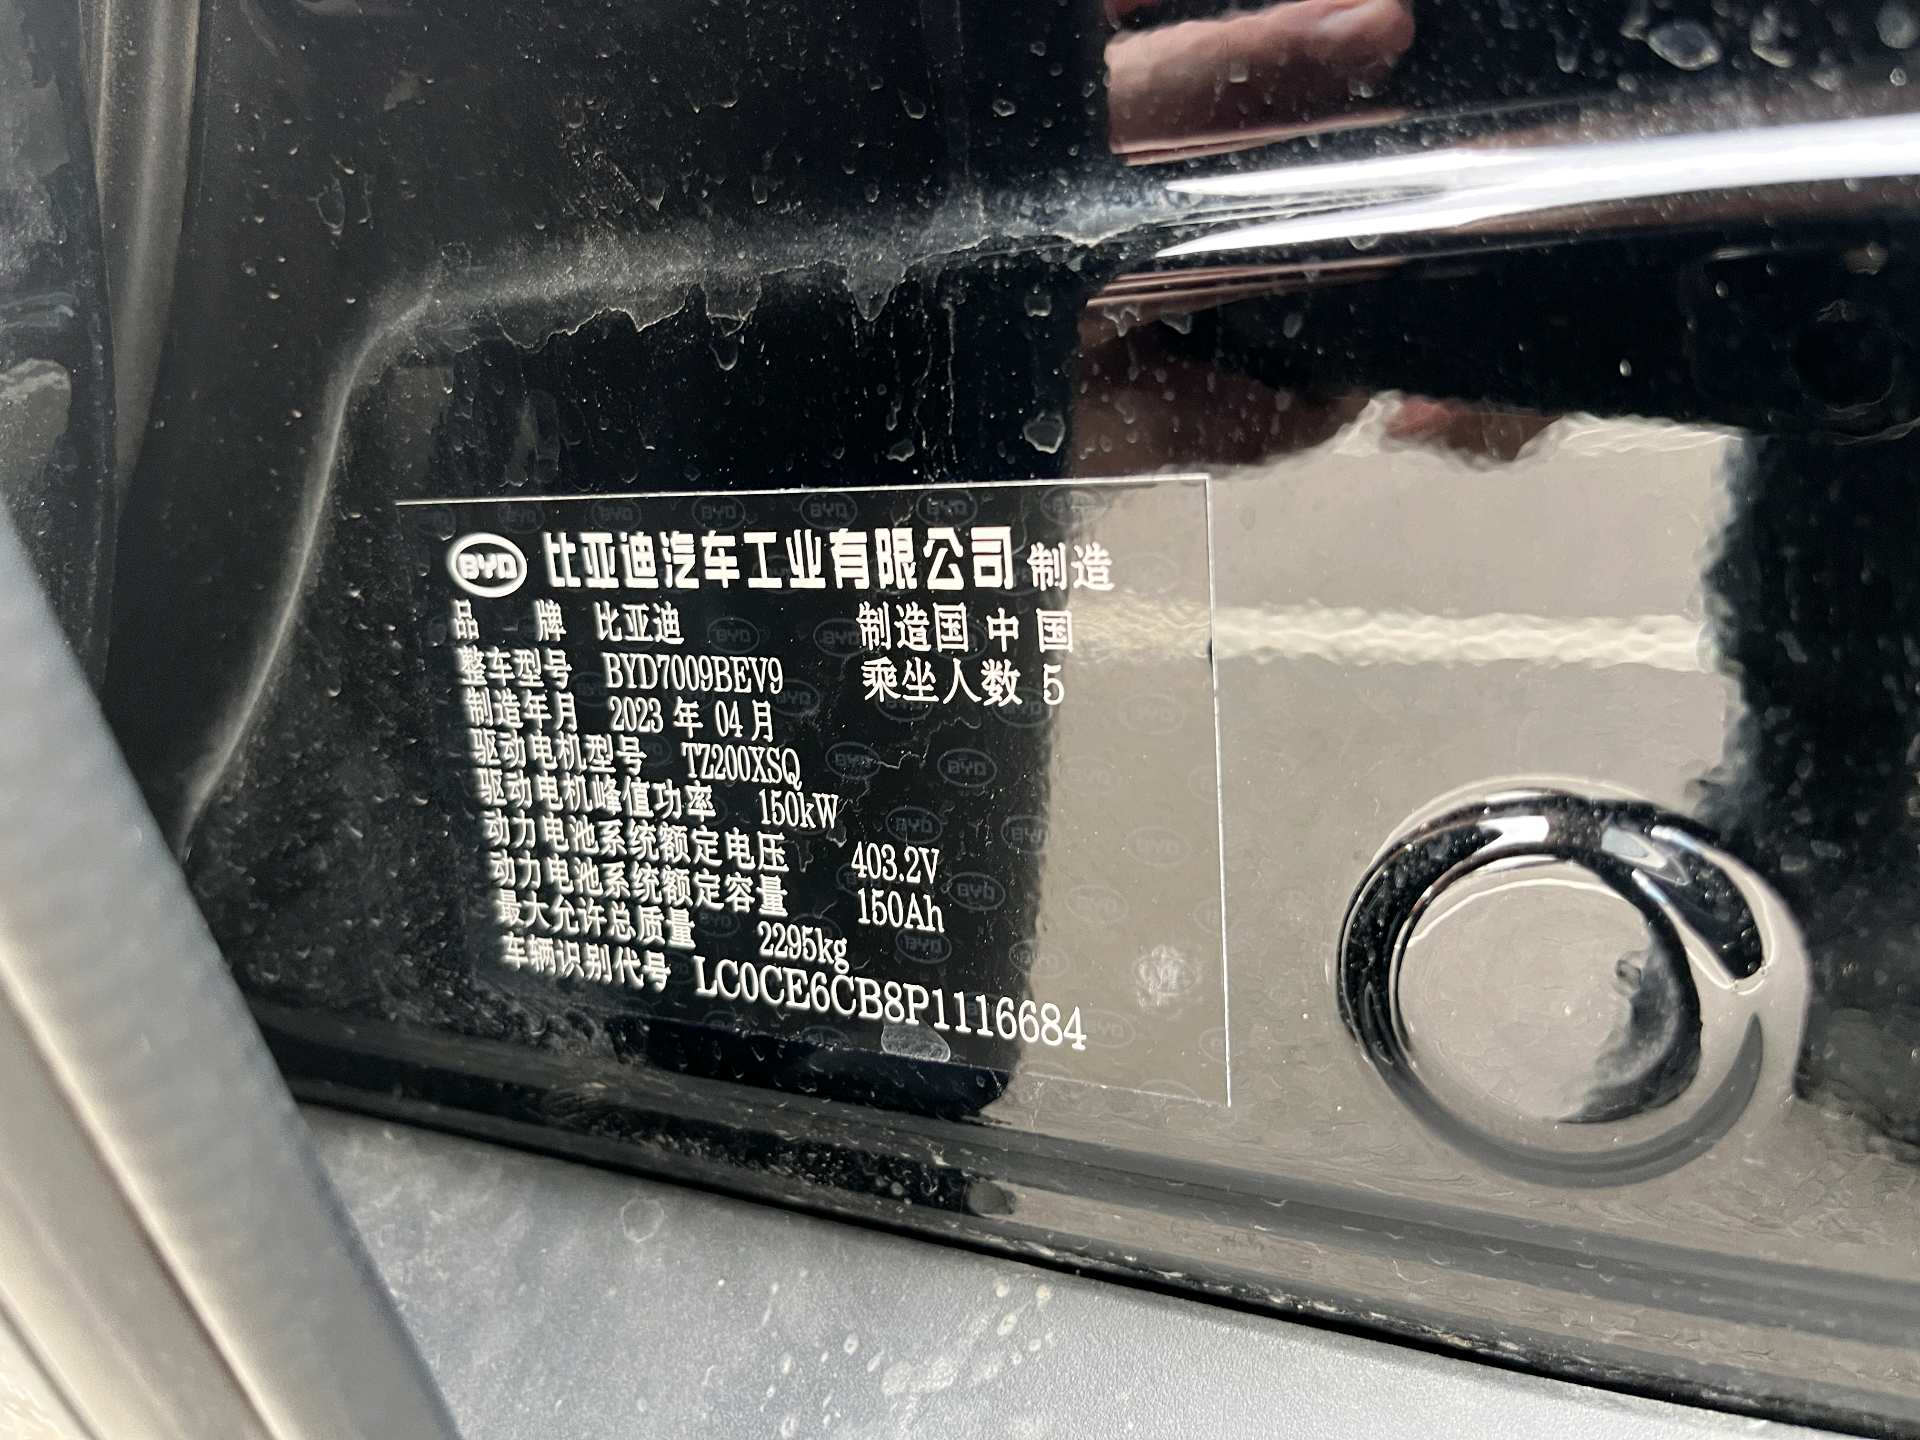 BYD 比亚迪汽车工业有限公司 制造
品 牌 比亚迪 制造国 中国
整车型号 BYD7009BEV9 乘坐人数 5
制造年月 2023 年 04 月
驱动电机型号 TZ200XSQ
驱动电机峰值功率 150kW
动力电池系统额定电压 403.2V
动力电池系统额定容量 150Ah
最大允许总质量 2295kg
车辆识别代号 LC0CE6CB8P1116684